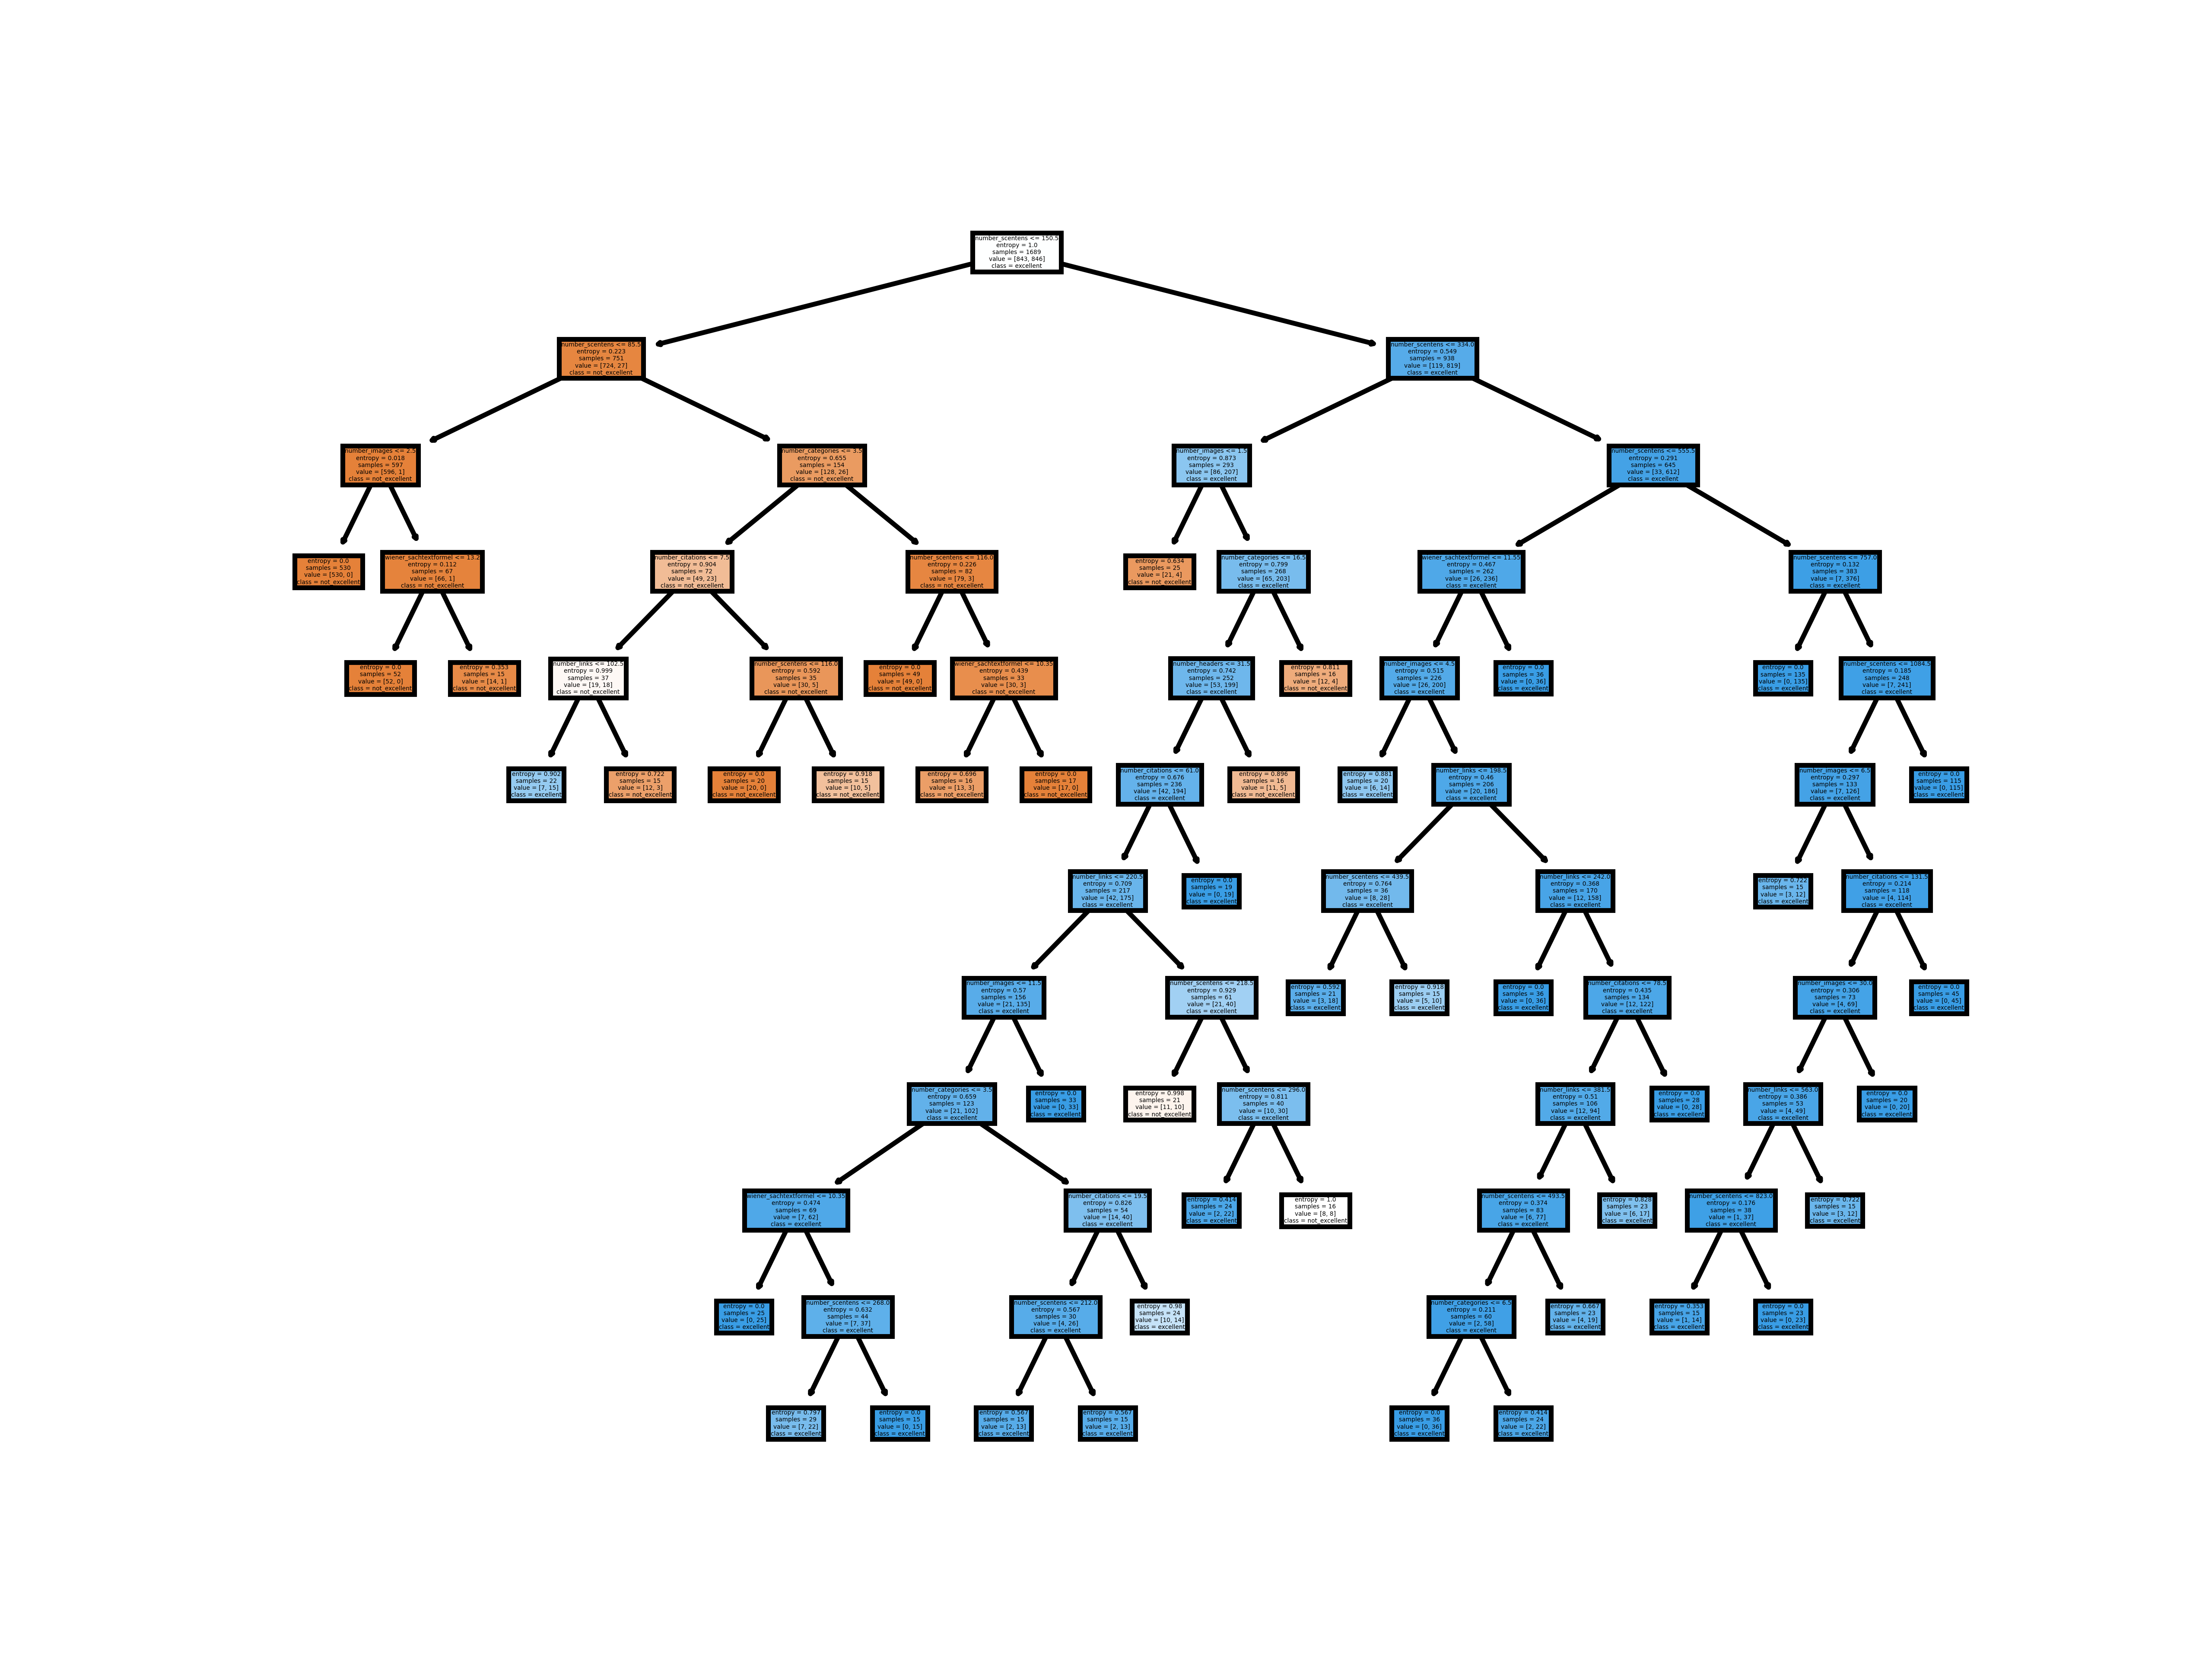 number_scentens <= 150.5
entropy = 1.0
samples = 1689
value = [843, 846]
class = excellent
number_scentens <= 85.5
entropy = 0.223
samples = 751
value = [724, 27]
class = not_excellent
number_scentens <= 334.0
entropy = 0.549
samples = 938
value = [119, 819]
class = excellent
number_images <= 2.5
entropy = 0.018
samples = 597
value = [596, 1]
class = not_excellent
number_categories <= 3.5
entropy = 0.655
samples = 154
value = [128, 26]
class = not_excellent
number_images <= 1.5
entropy = 0.873
samples = 293
value = [86, 207]
class = excellent
number_scentens <= 555.5
entropy = 0.291
samples = 645
value = [33, 612]
class = excellent
entropy = 0.0
samples = 530
value = [530, 0]
class = not_excellent
wiener_sachtextformel <= 13.2
entropy = 0.112
samples = 67
value = [66, 1]
class = not_excellent
number_citations <= 7.5
entropy = 0.904
samples = 72
value = [49, 23]
class = not_excellent
number_scentens <= 116.0
entropy = 0.226
samples = 82
value = [79, 3]
class = not_excellent
entropy = 0.634
samples = 25
value = [21, 4]
class = not_excellent
number_categories <= 16.5
entropy = 0.799
samples = 268
value = [65, 203]
class = excellent
wiener_sachtextformel <= 11.55
entropy = 0.467
samples = 262
value = [26, 236]
class = excellent
number_scentens <= 757.0
entropy = 0.132
samples = 383
value = [7, 376]
class = excellent
entropy = 0.0
samples = 52
value = [52, 0]
class = not_excellent
entropy = 0.353
samples = 15
value = [14, 1]
class = not_excellent
number_links <= 102.5
entropy = 0.999
samples = 37
value = [19, 18]
class = not_excellent
number_scentens <= 116.0
entropy = 0.592
samples = 35
value = [30, 5]
class = not_excellent
entropy = 0.0
samples = 49
value = [49, 0]
class = not_excellent
wiener_sachtextformel <= 10.35
entropy = 0.439
samples = 33
value = [30, 3]
class = not_excellent
number_headers <= 31.5
entropy = 0.742
samples = 252
value = [53, 199]
class = excellent
entropy = 0.811
samples = 16
value = [12, 4]
class = not_excellent
number_images <= 4.5
entropy = 0.515
samples = 226
value = [26, 200]
class = excellent
entropy = 0.0
samples = 36
value = [0, 36]
class = excellent
entropy = 0.0
samples = 135
value = [0, 135]
class = excellent
number_scentens <= 1084.5
entropy = 0.185
samples = 248
value = [7, 241]
class = excellent
entropy = 0.902
samples = 22
value = [7, 15]
class = excellent
entropy = 0.722
samples = 15
value = [12, 3]
class = not_excellent
entropy = 0.0
samples = 20
value = [20, 0]
class = not_excellent
entropy = 0.918
samples = 15
value = [10, 5]
class = not_excellent
entropy = 0.696
samples = 16
value = [13, 3]
class = not_excellent
entropy = 0.0
samples = 17
value = [17, 0]
class = not_excellent
number_citations <= 61.0
entropy = 0.676
samples = 236
value = [42, 194]
class = excellent
entropy = 0.896
samples = 16
value = [11, 5]
class = not_excellent
entropy = 0.881
samples = 20
value = [6, 14]
class = excellent
number_links <= 198.5
entropy = 0.46
samples = 206
value = [20, 186]
class = excellent
number_images <= 6.5
entropy = 0.297
samples = 133
value = [7, 126]
class = excellent
entropy = 0.0
samples = 115
value = [0, 115]
class = excellent
number_links <= 220.5
entropy = 0.709
samples = 217
value = [42, 175]
class = excellent
entropy = 0.0
samples = 19
value = [0, 19]
class = excellent
number_scentens <= 439.5
entropy = 0.764
samples = 36
value = [8, 28]
class = excellent
number_links <= 242.0
entropy = 0.368
samples = 170
value = [12, 158]
class = excellent
entropy = 0.722
samples = 15
value = [3, 12]
class = excellent
number_citations <= 131.5
entropy = 0.214
samples = 118
value = [4, 114]
class = excellent
number_images <= 11.5
entropy = 0.57
samples = 156
value = [21, 135]
class = excellent
number_scentens <= 218.5
entropy = 0.929
samples = 61
value = [21, 40]
class = excellent
entropy = 0.592
samples = 21
value = [3, 18]
class = excellent
entropy = 0.918
samples = 15
value = [5, 10]
class = excellent
entropy = 0.0
samples = 36
value = [0, 36]
class = excellent
number_citations <= 78.5
entropy = 0.435
samples = 134
value = [12, 122]
class = excellent
number_images <= 30.0
entropy = 0.306
samples = 73
value = [4, 69]
class = excellent
entropy = 0.0
samples = 45
value = [0, 45]
class = excellent
number_categories <= 3.5
entropy = 0.659
samples = 123
value = [21, 102]
class = excellent
entropy = 0.0
samples = 33
value = [0, 33]
class = excellent
entropy = 0.998
samples = 21
value = [11, 10]
class = not_excellent
number_scentens <= 296.0
entropy = 0.811
samples = 40
value = [10, 30]
class = excellent
number_links <= 381.5
entropy = 0.51
samples = 106
value = [12, 94]
class = excellent
entropy = 0.0
samples = 28
value = [0, 28]
class = excellent
number_links <= 563.0
entropy = 0.386
samples = 53
value = [4, 49]
class = excellent
entropy = 0.0
samples = 20
value = [0, 20]
class = excellent
wiener_sachtextformel <= 10.35
entropy = 0.474
samples = 69
value = [7, 62]
class = excellent
number_citations <= 19.5
entropy = 0.826
samples = 54
value = [14, 40]
class = excellent
entropy = 0.414
samples = 24
value = [2, 22]
class = excellent
entropy = 1.0
samples = 16
value = [8, 8]
class = not_excellent
number_scentens <= 493.5
entropy = 0.374
samples = 83
value = [6, 77]
class = excellent
entropy = 0.828
samples = 23
value = [6, 17]
class = excellent
number_scentens <= 823.0
entropy = 0.176
samples = 38
value = [1, 37]
class = excellent
entropy = 0.722
samples = 15
value = [3, 12]
class = excellent
entropy = 0.0
samples = 25
value = [0, 25]
class = excellent
number_scentens <= 268.0
entropy = 0.632
samples = 44
value = [7, 37]
class = excellent
number_scentens <= 212.0
entropy = 0.567
samples = 30
value = [4, 26]
class = excellent
entropy = 0.98
samples = 24
value = [10, 14]
class = excellent
number_categories <= 6.5
entropy = 0.211
samples = 60
value = [2, 58]
class = excellent
entropy = 0.667
samples = 23
value = [4, 19]
class = excellent
entropy = 0.353
samples = 15
value = [1, 14]
class = excellent
entropy = 0.0
samples = 23
value = [0, 23]
class = excellent
entropy = 0.797
samples = 29
value = [7, 22]
class = excellent
entropy = 0.0
samples = 15
value = [0, 15]
class = excellent
entropy = 0.567
samples = 15
value = [2, 13]
class = excellent
entropy = 0.567
samples = 15
value = [2, 13]
class = excellent
entropy = 0.0
samples = 36
value = [0, 36]
class = excellent
entropy = 0.414
samples = 24
value = [2, 22]
class = excellent